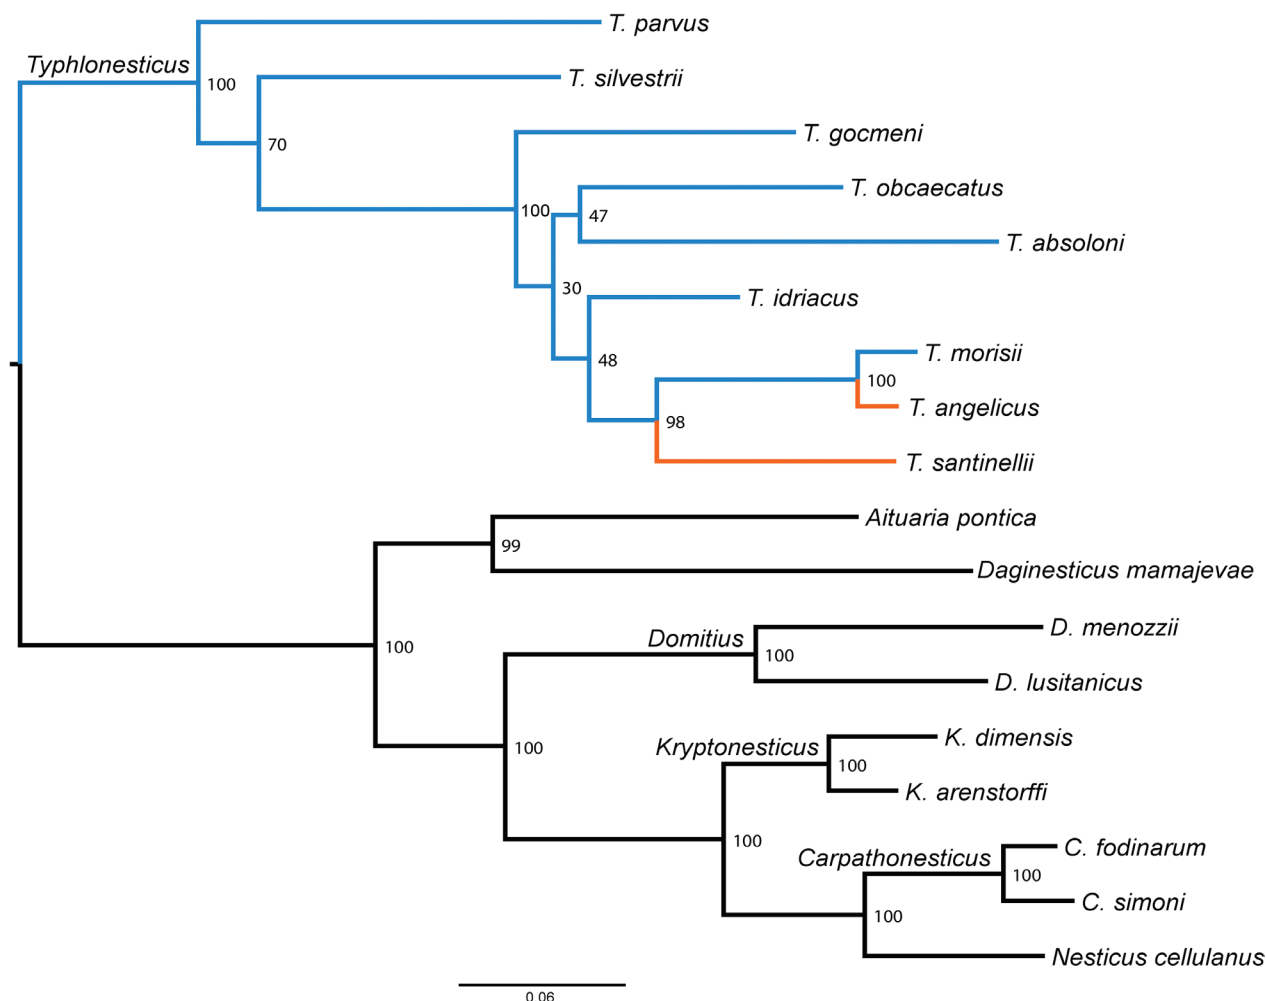 T. parvus
Typhlonesticus
100
T. silvestrii
70
T. gocmeni
100
T. obcaecatus
47
T. absoloni
30
T. idriacus
48
T. morisii
100
T. angelicus
98
T. santinellii
Aituaria pontica
99
Daginesticus mamajevae
100
D. menozzii
Domitius
100
D. lusitanicus
100
K. dimensis
Kryptonesticus
100
K. arenstorffi
100
C. fodinarum
Carpathonesticus
100
C. simoni
100
Nesticus cellulanus
0.06